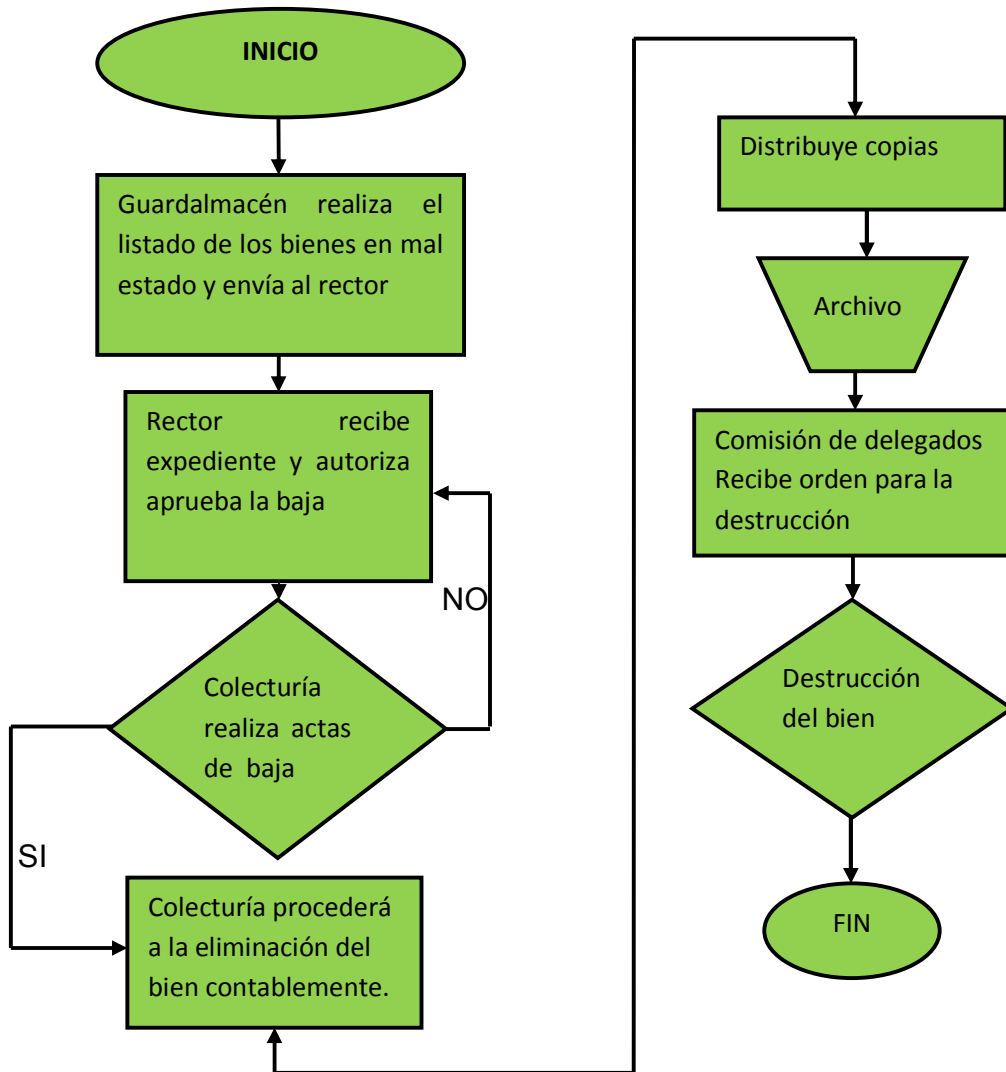 INICIO
Guardalmacén realiza el
listado de los bienes en mal
estado y envía al rector
Rector recibe
expediente y autoriza
aprueba la baja
NO
Colecturía
realiza actas
de baja
SI
Colecturía procederá
a la eliminación del
bien contablemente.
Distribuye copias
Archivo
Comisión de delegados
Recibe orden para la
destrucción
Destrucción
del bien
FIN